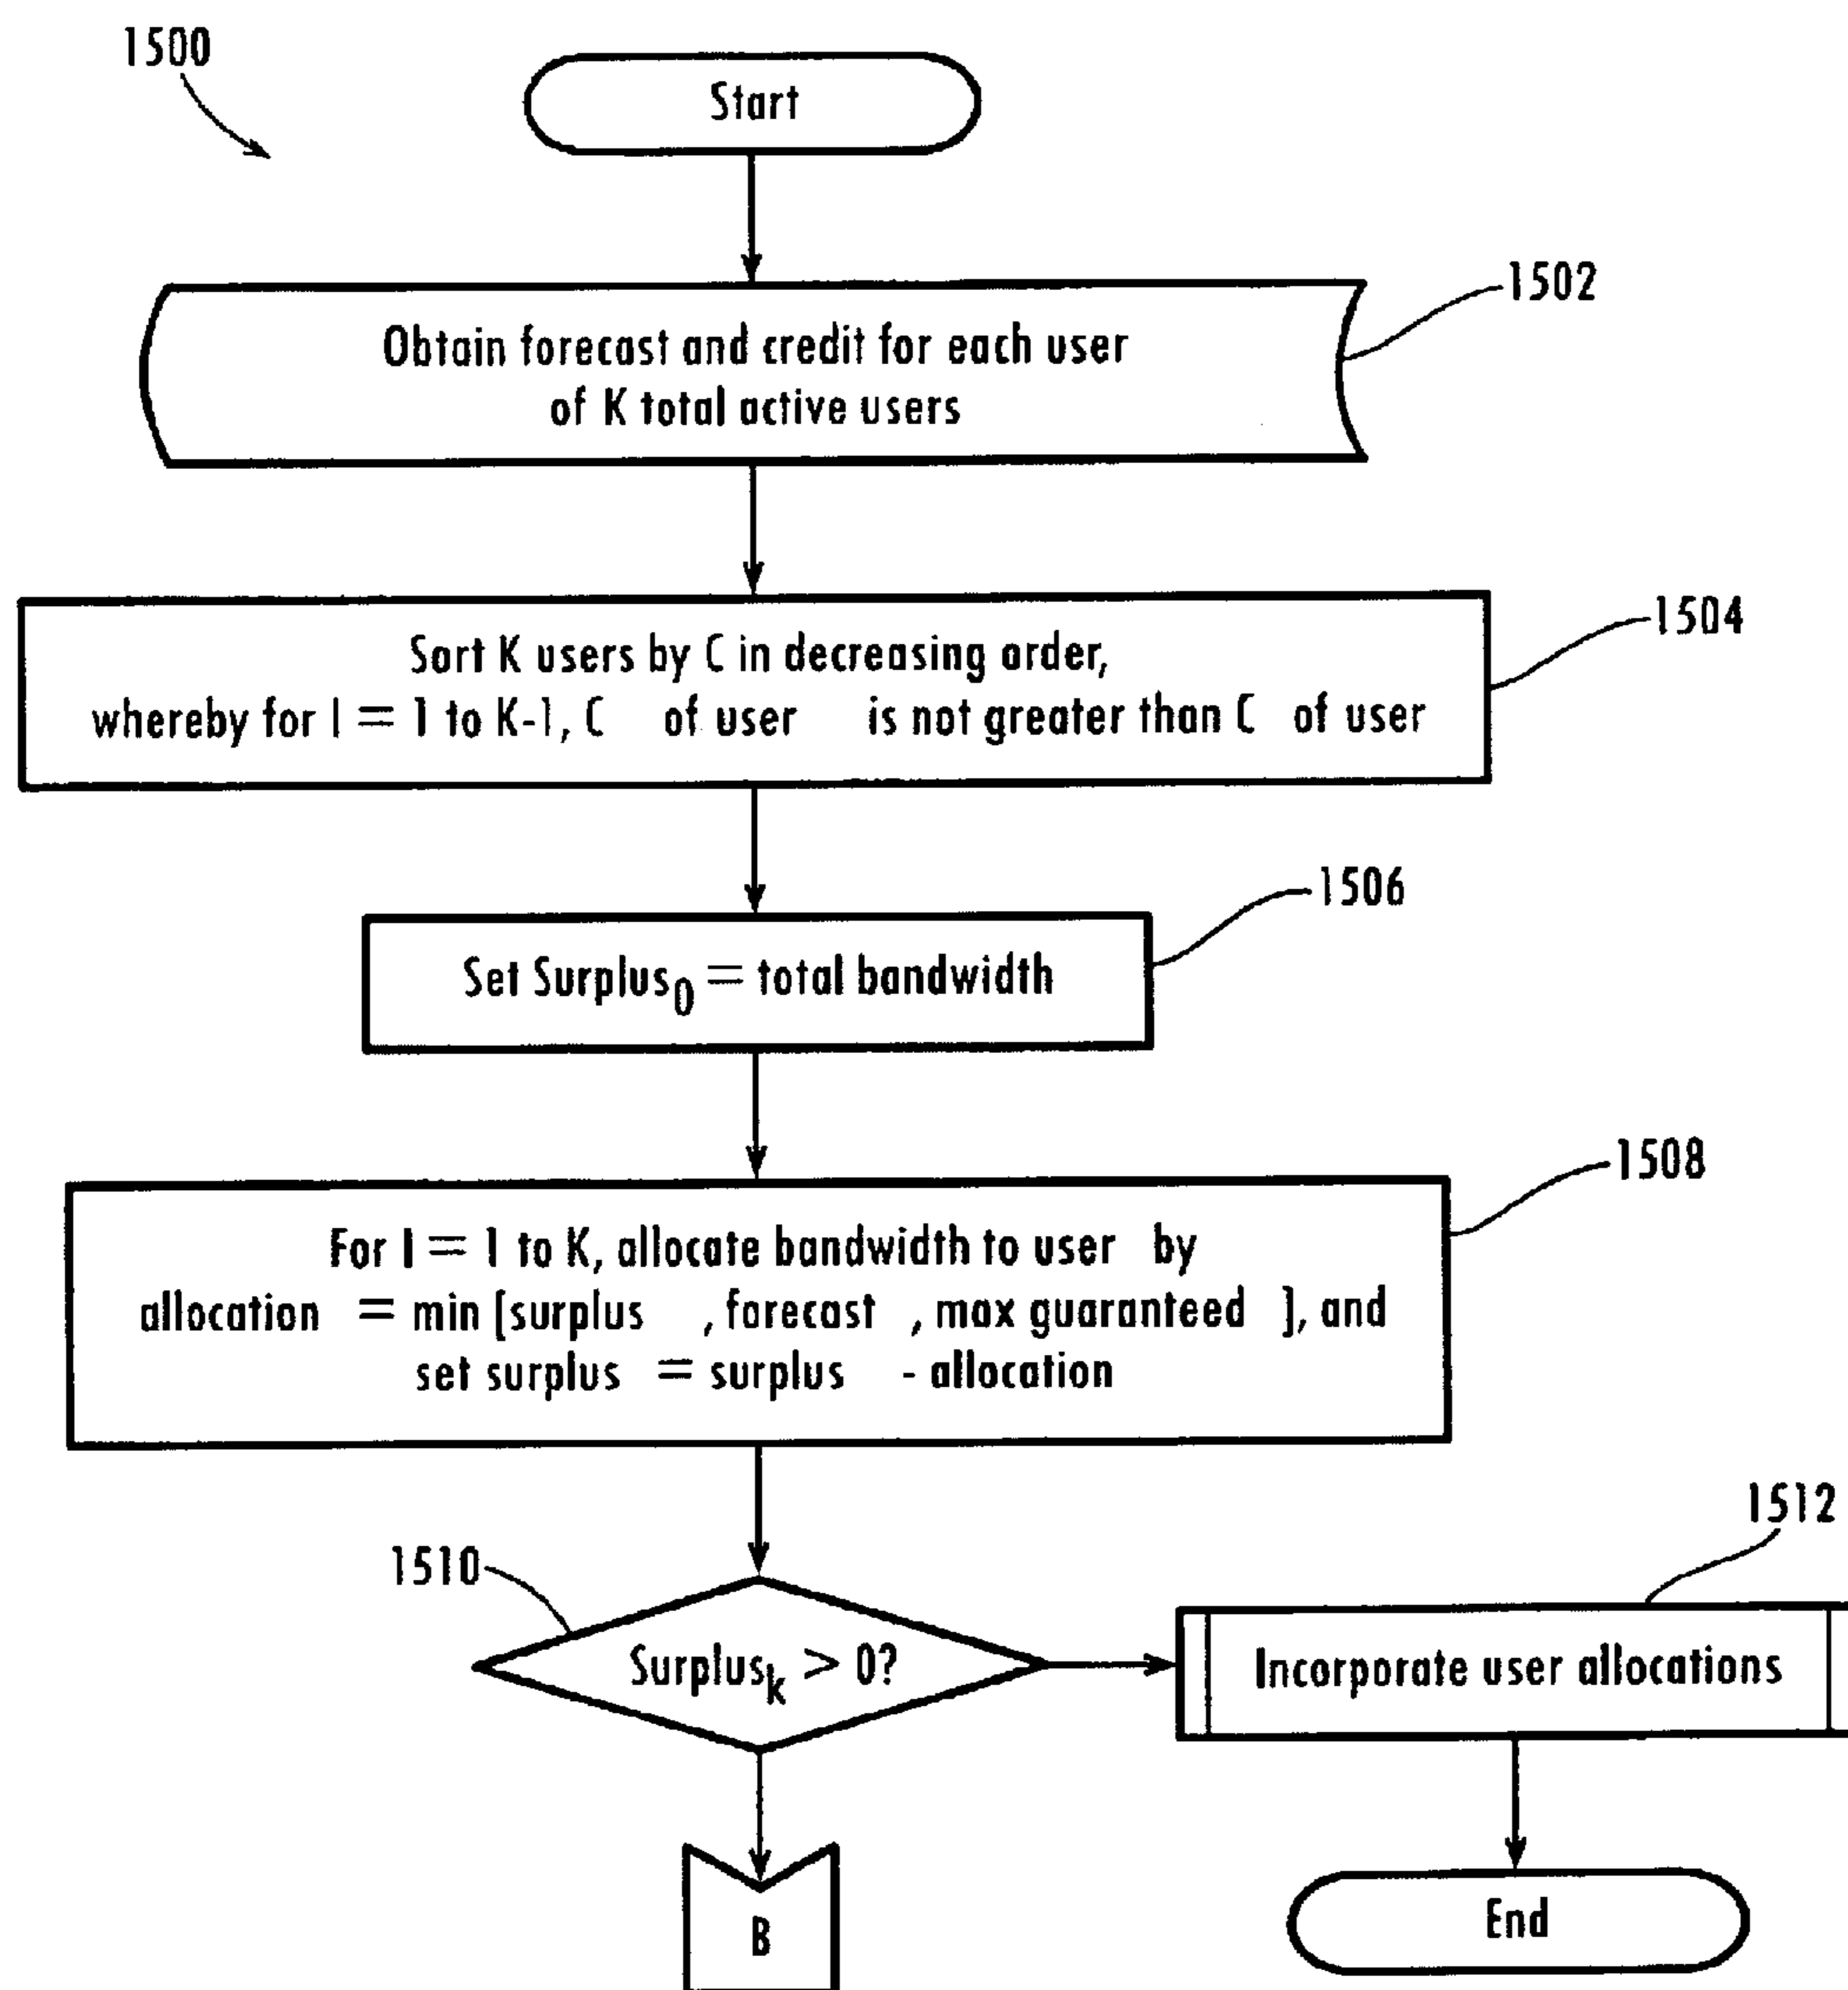 1500
Start
1502
Obtain forecast and credit for each user
of K total active users
1504
Sort K users by C in decreasing order,
whereby for I = 1 to K-1, C of user is not greater than C of user
1506
Set Surplus₀ = total bandwidth
1508
For I = 1 to K, allocate bandwidth to user by
allocation = min [surplus , forecast , max guaranteed ], and
set surplus = surplus - allocation
1510
Surplusₖ > 0?
1512
Incorporate user allocations
B
End